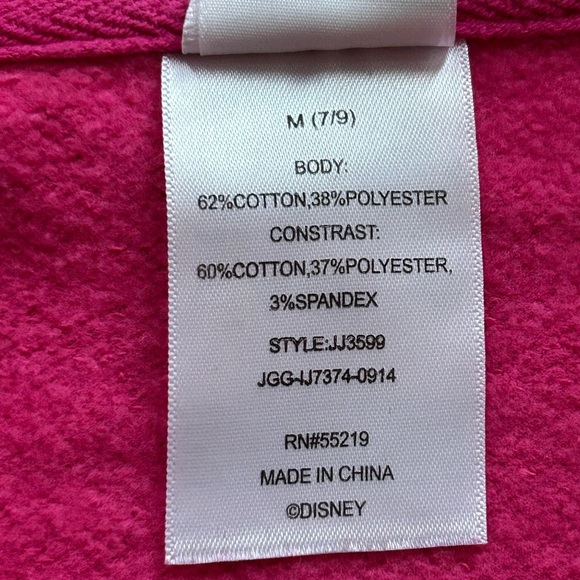 M (7/9)
BODY:
62%COTTON,38%POLYESTER
CONSTRAST:
60%COTTON,37%POLYESTER,
3%SPANDEX
STYLE:JJ3599
JGG-IJ7374-0914
RN#55219
MADE IN CHINA
©DISNEY